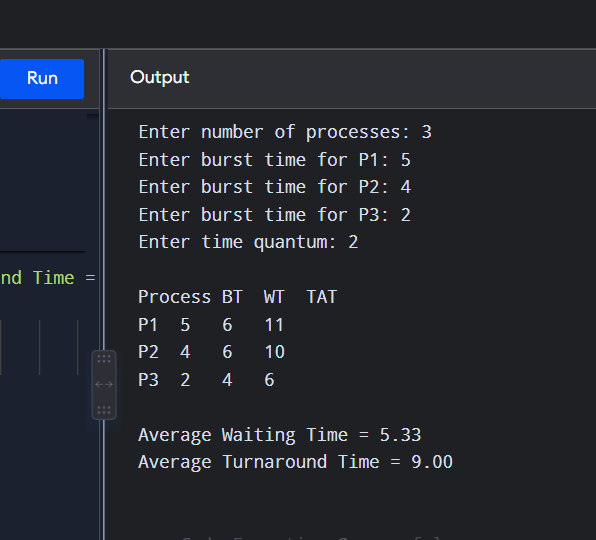 Run
Output
Enter number of processes: 3
Enter burst time for P1: 5
Enter burst time for P2: 4
Enter burst time for P3: 2
Enter time quantum: 2
nd Time =
Process BT WT TAT
P1 5 6 11
P2 4 6 10
P3 2 4 6
Average Waiting Time = 5.33
Average Turnaround Time = 9.00